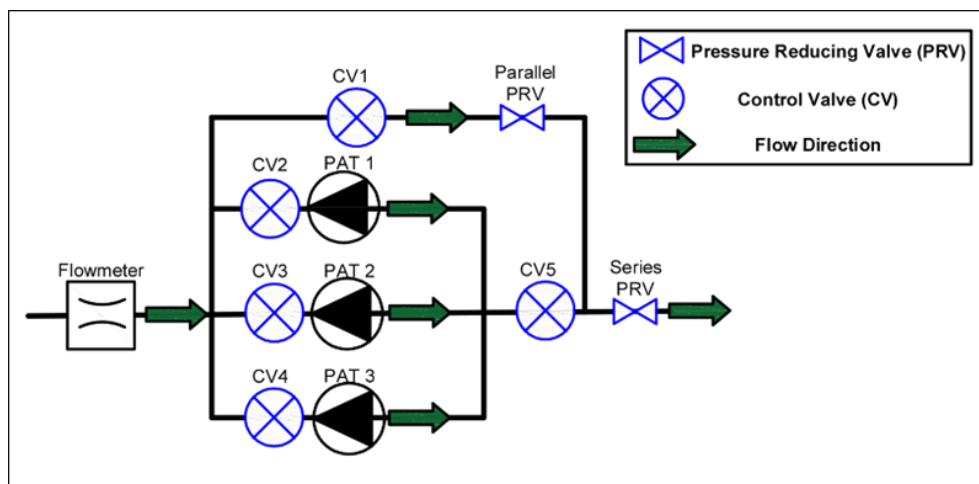 CV1
Parallel
PRV
CV2
PAT 1
Flowmeter
CV3
PAT 2
CV5
Series
PRV
CV4
PAT 3
Pressure Reducing Valve (PRV)
Control Valve (CV)
Flow Direction